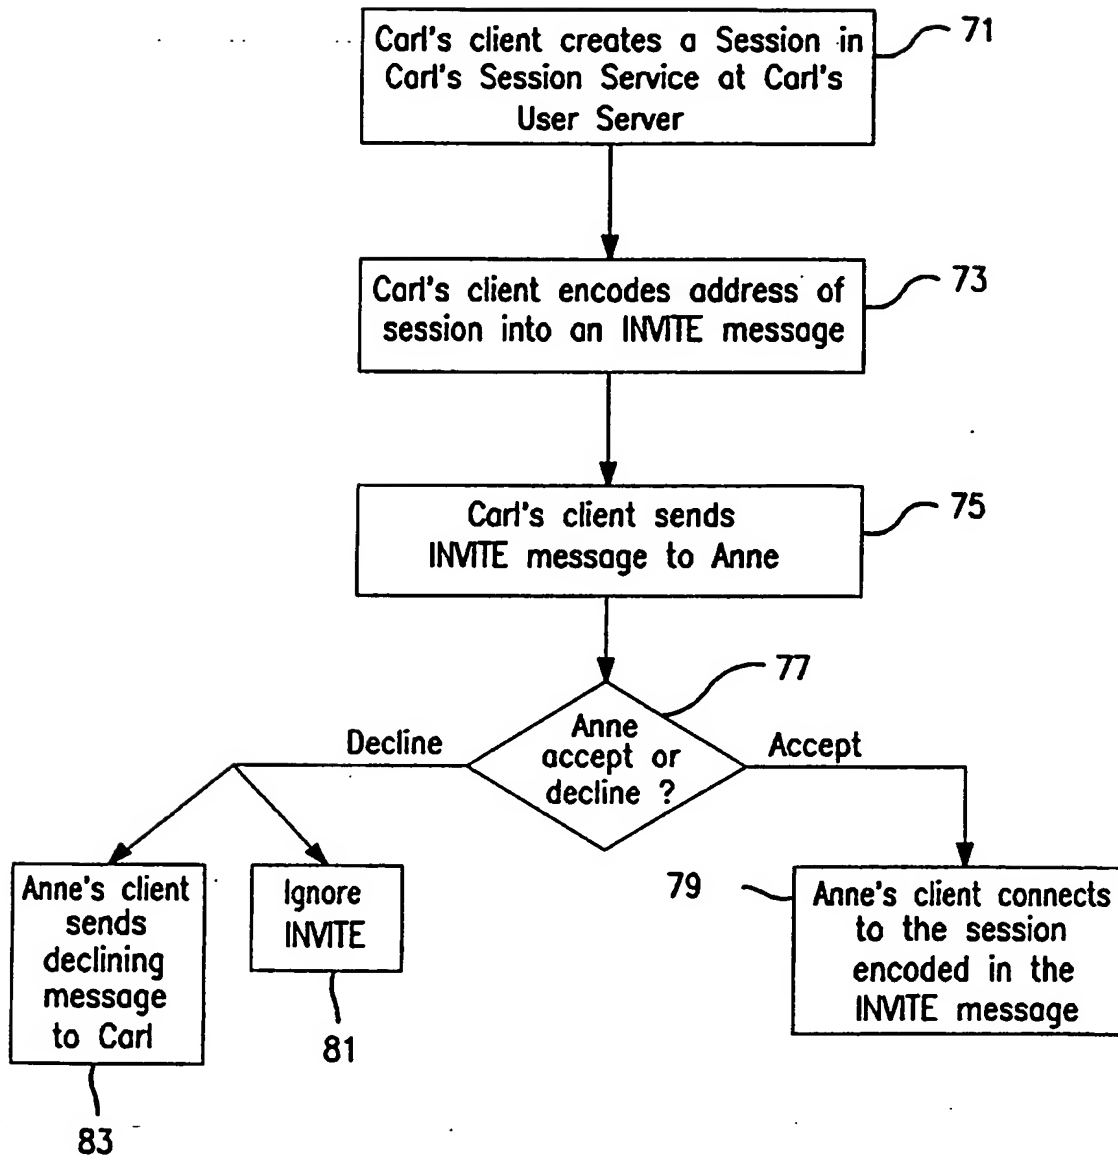 Carl's client creates a Session in
Carl's Session Service at Carl's
User Server
71
Carl's client encodes address of
session into an INVITE message
73
Carl's client sends
INVITE message to Anne
75
77
Anne
accept or
decline ?
Decline
Accept
Anne's client
sends
declining
message
to Carl
83
Ignore
INVITE
81
79
Anne's client connects
to the session
encoded in the
INVITE message